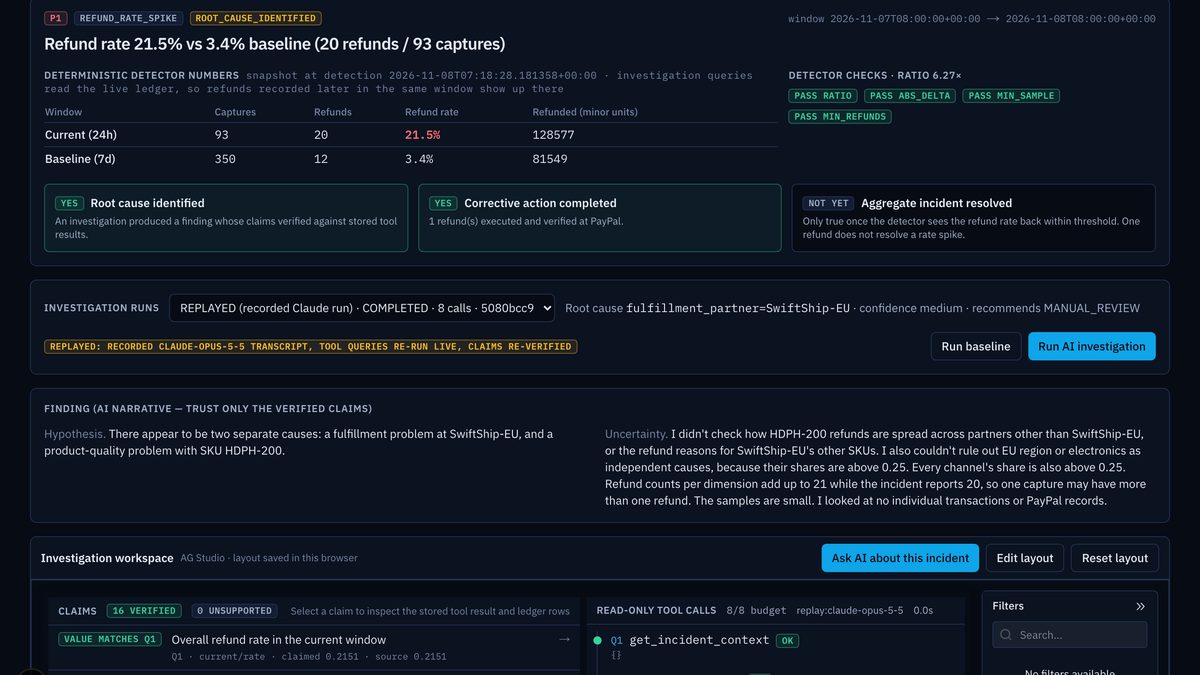 P1 REFUND_RATE_SPIKE ROOT_CAUSE_IDENTIFIED
window 2026-11-07T08:00:00+00:00 → 2026-11-08T08:00:00+00:00
Refund rate 21.5% vs 3.4% baseline (20 refunds / 93 captures)
DETERMINISTIC DETECTOR NUMBERS snapshot at detection 2026-11-08T07:18:28.181358+00:00 · investigation queries
read the live ledger, so refunds recorded later in the same window show up there
Window Captures Refunds Refund rate Refunded (minor units)
Current (24h) 93 20 21.5% 128577
Baseline (7d) 350 12 3.4% 81549
DETECTOR CHECKS · RATIO 6.27×
PASS RATIO PASS ABS_DELTA PASS MIN_SAMPLE
PASS MIN_REFUNDS
YES Root cause identified
An investigation produced a finding whose claims verified against stored tool
results.
YES Corrective action completed
1 refund(s) executed and verified at PayPal.
NOT YET Aggregate incident resolved
Only true once the detector sees the refund rate back within threshold. One
refund does not resolve a rate spike.
INVESTIGATION RUNS REPLAYED (recorded Claude run) · COMPLETED · 8 calls · 5080bcc9 Root cause fulfillment_partner=SwiftShip-EU · confidence medium · recommends MANUAL_REVIEW
REPLAYED: RECORDED CLAUDE-OPUS-5-5 TRANSCRIPT, TOOL QUERIES RE-RUN LIVE, CLAIMS RE-VERIFIED
Run baseline Run AI investigation
FINDING (AI NARRATIVE — TRUST ONLY THE VERIFIED CLAIMS)
Hypothesis. There appear to be two separate causes: a fulfillment problem at SwiftShip-EU, and a
product-quality problem with SKU HDPH-200.
Uncertainty. I didn't check how HDPH-200 refunds are spread across partners other than SwiftShip-EU,
or the refund reasons for SwiftShip-EU's other SKUs. I also couldn't rule out EU region or electronics as
independent causes, because their shares are above 0.25. Every channel's share is also above 0.25.
Refund counts per dimension add up to 21 while the incident reports 20, so one capture may have more
than one refund. The samples are small. I looked at no individual transactions or PayPal records.
Investigation workspace AG Studio · layout saved in this browser
Ask AI about this incident Edit layout Reset layout
CLAIMS 16 VERIFIED 0 UNSUPPORTED Select a claim to inspect the stored tool result and ledger rows
VALUE MATCHES Q1 Overall refund rate in the current window →
Q1 · current/rate · claimed 0.2151 · source 0.2151
READ-ONLY TOOL CALLS 8/8 budget replay:claude-opus-5-5 0.0s
Q1 get_incident_context OK
{}
Filters »
Search...
No filters available